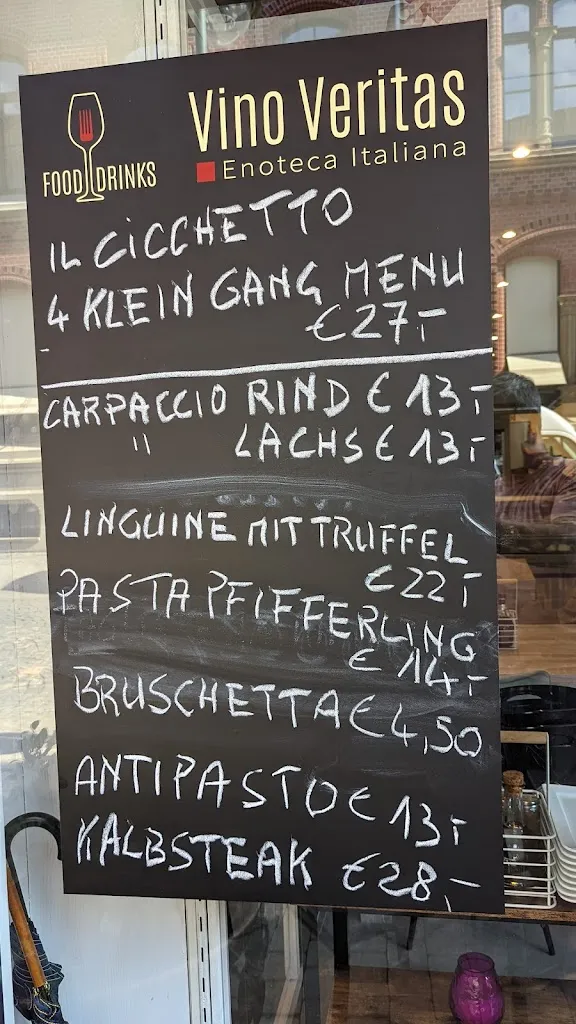 Vino Veritas
FOOD DRINKS
Enoteca Italiana
IL CICCHETTO
4 KLEIN GANG MENU
€27,-
CARPACCIO RIND € 13,-
" LACHS € 13,-
LINGUINE MIT TRUFFEL
€22,-
PASTA PFIFFERLING
€ 14,-
BRUSCHETTA € 4,50
ANTIPASTO € 13,-
KALBSTEAK €28,-